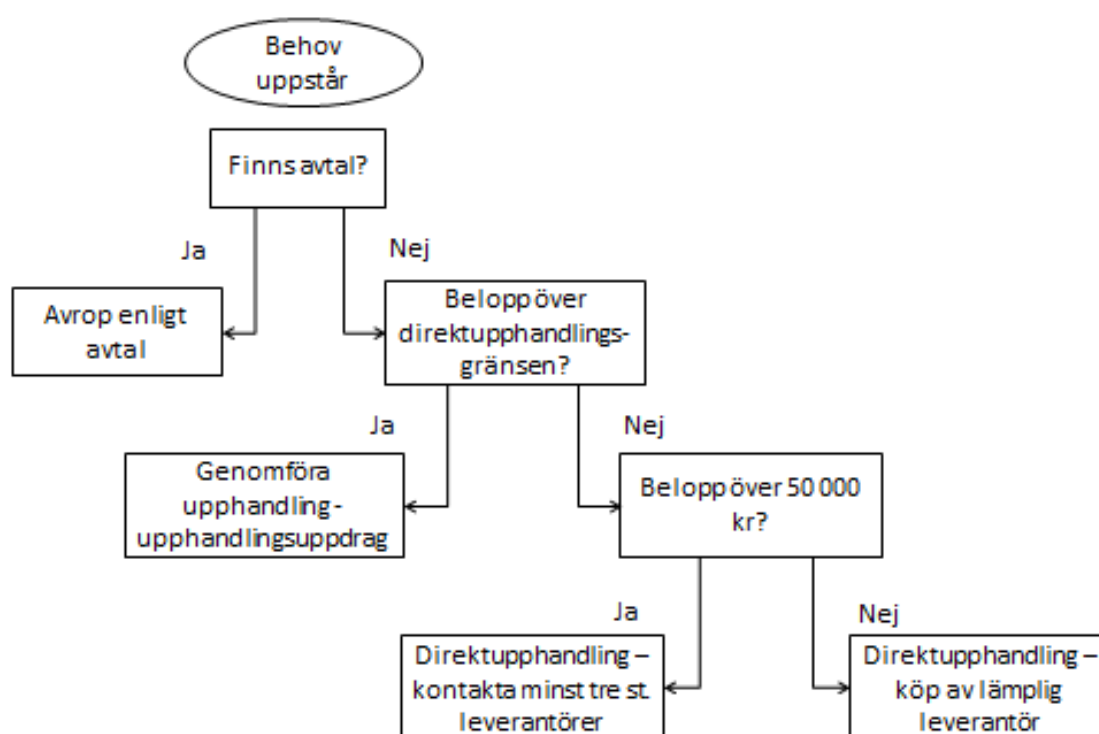 Behov
uppstår
Finns avtal?
Ja
Nej
Avrop enligt
avtal
Belopp över
direktupphandlings-
gränsen?
Ja
Nej
Genomföra
upphandling -
upphandlingsuppdrag
Belopp över 50 000
kr?
Ja
Nej
Direktupphandling –
kontakta minst tre st.
leverantörer
Direktupphandling –
köp av lämplig
leverantör